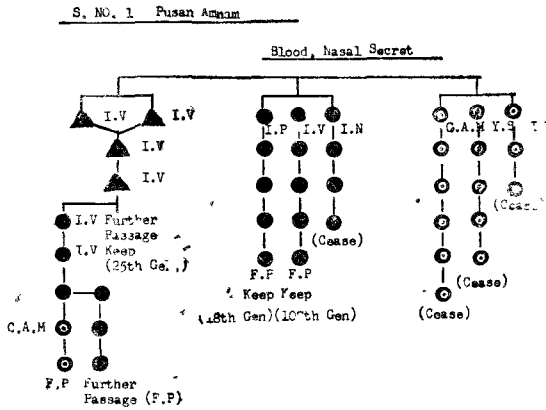 S. NO. 1 Pusan Amnam
Blood, Nasal Secret
I.V I.V
I.V
I.V
I.P I.V I.N
C.A.M Y.S
I.V Further
Passage
I.V Keep
(25th Gen.)
(Cease)
(Cease)
F.P F.P
Keep Keep
(18th Gen)
(Cease)
(Cease)
C.A.M
F.P Further
Passage (F.P)